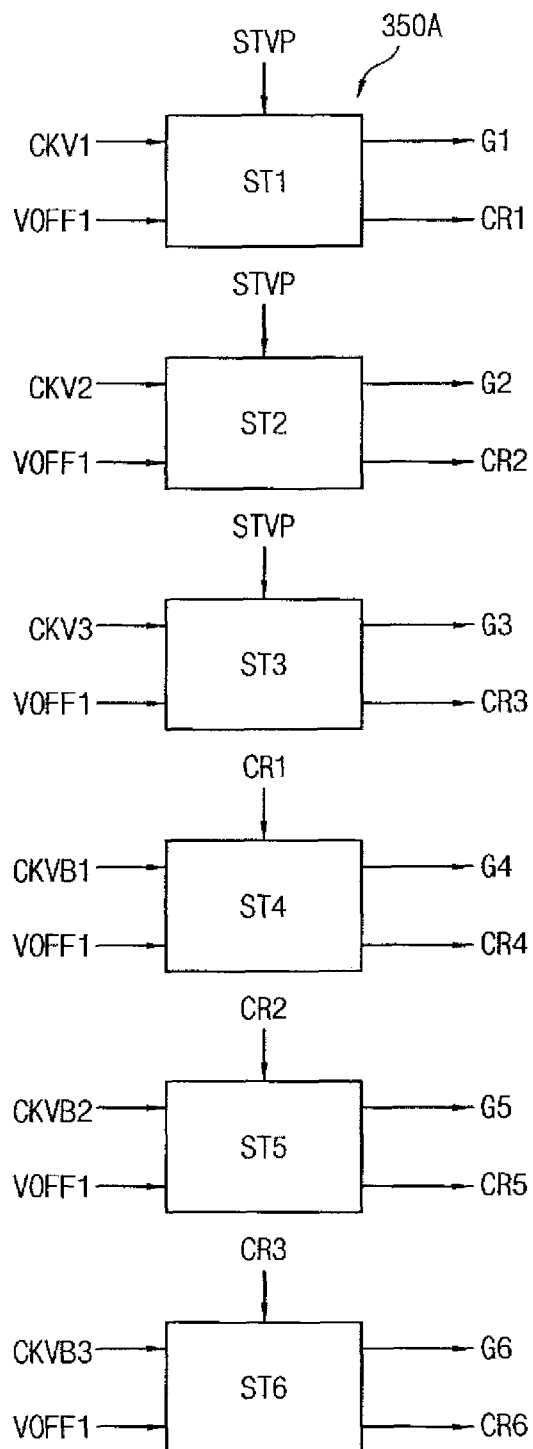 350A
STVP
CKV1
G1
ST1
VOFF1
CR1
STVP
CKV2
G2
ST2
VOFF1
CR2
STVP
CKV3
G3
ST3
VOFF1
CR3
CR1
CKVB1
G4
ST4
VOFF1
CR4
CR2
CKVB2
G5
ST5
VOFF1
CR5
CR3
CKVB3
G6
ST6
VOFF1
CR6